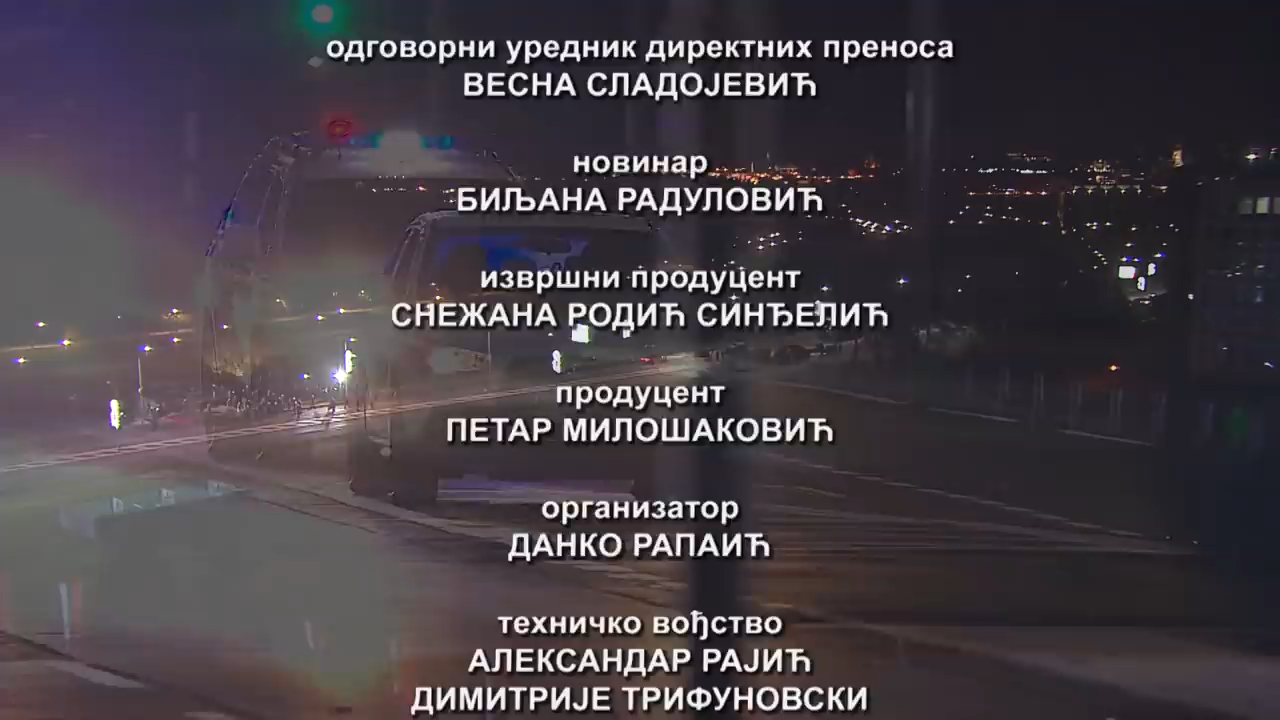 одговорни уредник директних преноса
ВЕСНА СЛАДОЈЕВИЋ
новинар
БИЉАНА РАДУЛОВИЋ
извршни продуцент
СНЕЖАНА РОДИЋ СИНЂЕЛИЋ
продуцент
ПЕТАР МИЛОШАКОВИЋ
организатор
ДАНКО РАПАИЋ
техничко вођство
АЛЕКСАНДАР РАЈИЋ
ДИМИТРИЈЕ ТРИФУНОВСКИ